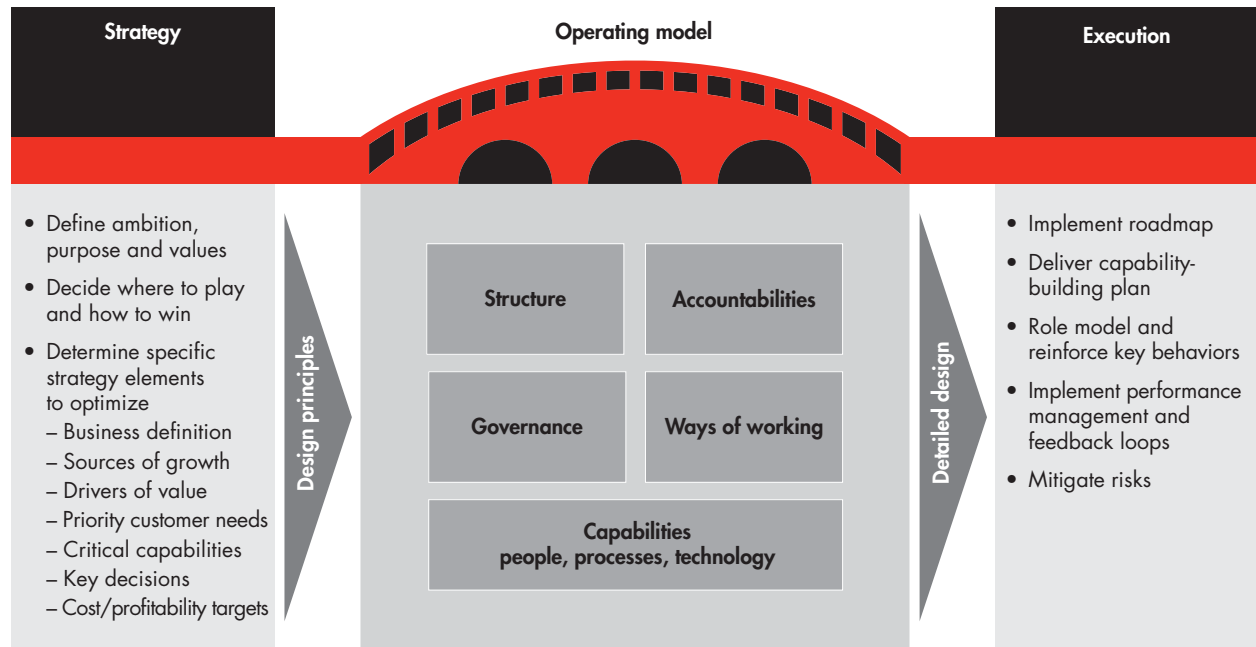 Strategy
• Define ambition,
purpose and values
• Decide where to play
and how to win
• Determine specific
strategy elements
to optimize
– Business definition
– Sources of growth
– Drivers of value
– Priority customer needs
– Critical capabilities
– Key decisions
– Cost/profitability targets
Design principles
Operating model
Structure
Accountabilities
Governance
Ways of working
Capabilities
people, processes, technology
Detailed design
Execution
• Implement roadmap
• Deliver capability-
building plan
• Role model and
reinforce key behaviors
• Implement performance
management and
feedback loops
• Mitigate risks